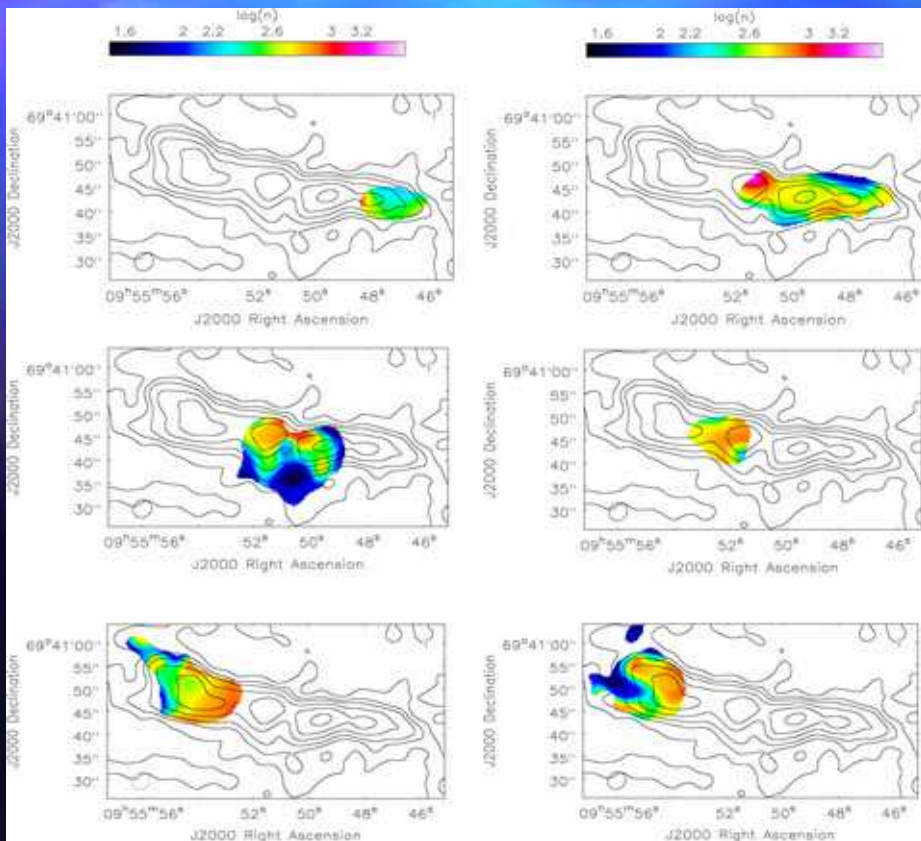 log(n) log(n)
1.6 2 2.2 2.6 3 3.2 1.6 2 2.2 2.6 3 3.2
J2000 Declination
69°41'00"
55"
50"
45"
40"
35"
30"
09ʰ55ᵐ56ˢ 52ˢ 50ˢ 48ˢ 46ˢ
J2000 Right Ascension
J2000 Declination
69°41'00"
55"
50"
45"
40"
35"
30"
09ʰ55ᵐ56ˢ 52ˢ 50ˢ 48ˢ 46ˢ
J2000 Right Ascension
J2000 Declination
69°41'00"
55"
50"
45"
40"
35"
30"
09ʰ55ᵐ56ˢ 52ˢ 50ˢ 48ˢ 46ˢ
J2000 Right Ascension
J2000 Declination
69°41'00"
55"
50"
45"
40"
35"
30"
09ʰ55ᵐ56ˢ 52ˢ 50ˢ 48ˢ 46ˢ
J2000 Right Ascension
J2000 Declination
69°41'00"
55"
50"
45"
40"
35"
30"
09ʰ55ᵐ56ˢ 52ˢ 50ˢ 48ˢ 46ˢ
J2000 Right Ascension
J2000 Declination
69°41'00"
55"
50"
45"
40"
35"
30"
09ʰ55ᵐ56ˢ 52ˢ 50ˢ 48ˢ 46ˢ
J2000 Right Ascension